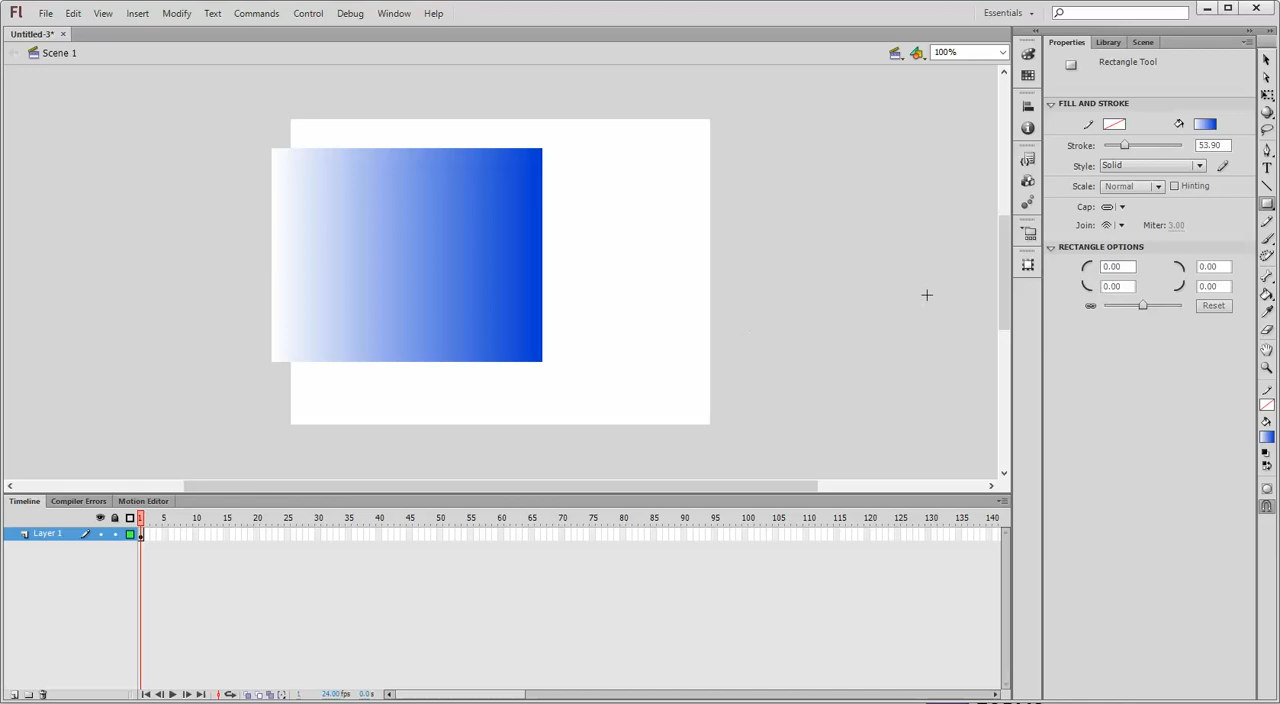 Fl File Edit View Insert Modify Text Commands Control Debug Window Help Essentials
Untitled-3* ×
Scene 1 100%
Properties Library Scene
Rectangle Tool
FILL AND STROKE
Stroke: 53.90
Style: Solid
Scale: Normal Hinting
Cap:
Join: Miter: 3.00
RECTANGLE OPTIONS
0.00 0.00
0.00 0.00
Reset
Timeline Compiler Errors Motion Editor
1 5 10 15 20 25 30 35 40 45 50 55 60 65 70 75 80 85 90 95 100 105 110 115 120 125 130 135 140
Layer 1
1 24.00 fps 0.0 s